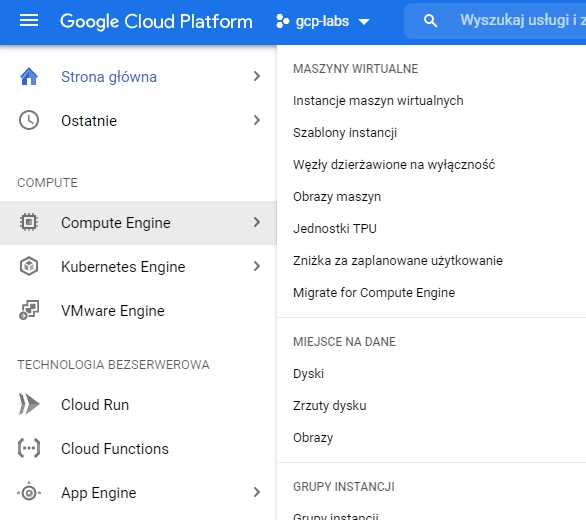 Google Cloud Platform
gcp-labs
Wyszukaj usługi i z
Strona główna
Ostatnie
COMPUTE
Compute Engine
Kubernetes Engine
VMware Engine
TECHNOLOGIA BEZSERWEROWA
Cloud Run
Cloud Functions
App Engine
MASZYNY WIRTUALNE
Instancje maszyn wirtualnych
Szablony instancji
Węzły dzierżawione na wyłączność
Obrazy maszyn
Jednostki TPU
Zniżka za zaplanowane użytkowanie
Migrate for Compute Engine
MIEJSCE NA DANE
Dyski
Zrzuty dysku
Obrazy
GRUPY INSTANCJI
Grupy instancji